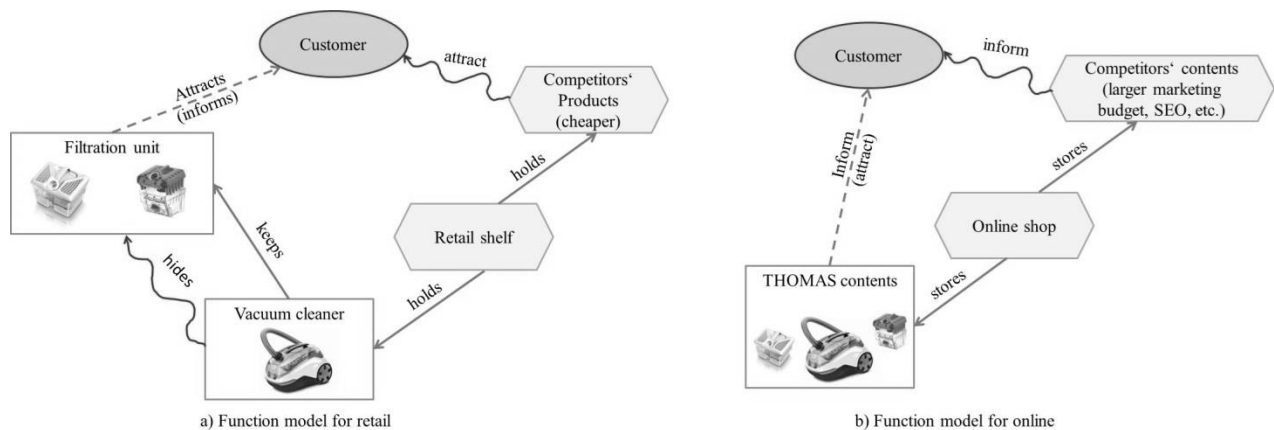 Customer
attract
Competitors‘
Products
(cheaper)
Attracts
(informs)
Filtration unit
holds
keeps
Retail shelf
hides
holds
Vacuum cleaner
a) Function model for retail
Customer
inform
Competitors‘ contents
(larger marketing
budget, SEO, etc.)
Inform
(attract)
stores
Online shop
stores
THOMAS contents
b) Function model for online